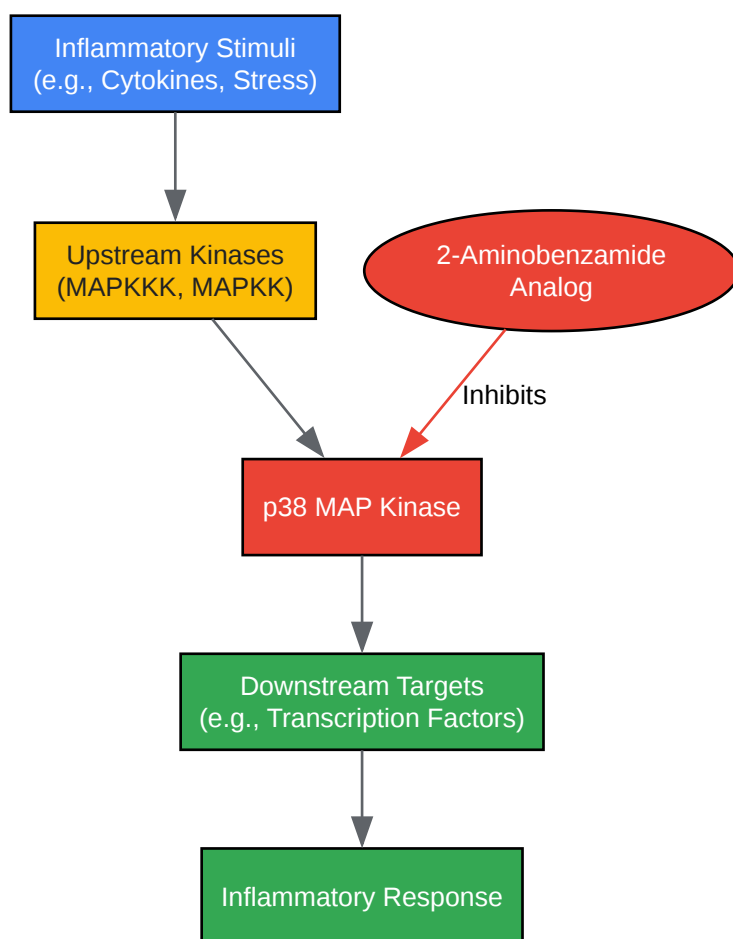 Inflammatory Stimuli
(e.g., Cytokines, Stress)
Upstream Kinases
(MAPKKK, MAPKK)
2-Aminobenzamide
Analog
Inhibits
p38 MAP Kinase
Downstream Targets
(e.g., Transcription Factors)
Inflammatory Response